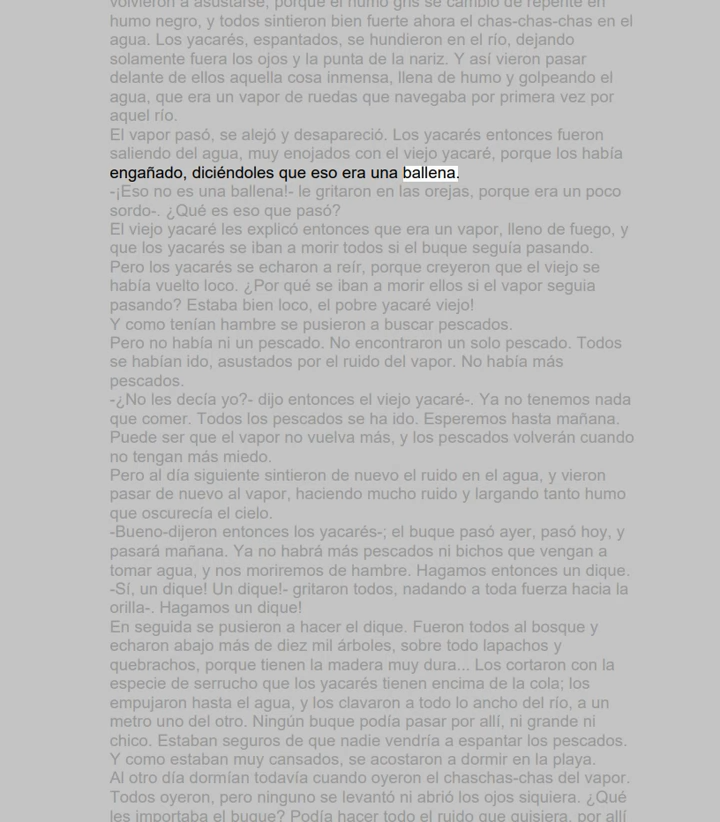 volvieron a asustarse, porque el humo gris se cambió de repente en
humo negro, y todos sintieron bien fuerte ahora el chas-chas-chas en el
agua. Los yacarés, espantados, se hundieron en el río, dejando
solamente fuera los ojos y la punta de la nariz. Y así vieron pasar
delante de ellos aquella cosa inmensa, llena de humo y golpeando el
agua, que era un vapor de ruedas que navegaba por primera vez por
aquel río.
El vapor pasó, se alejó y desapareció. Los yacarés entonces fueron
saliendo del agua, muy enojados con el viejo yacaré, porque los había
engañado, diciéndoles que eso era una ballena.
-¡Eso no es una ballena!- le gritaron en las orejas, porque era un poco
sordo-. ¿Qué es eso que pasó?
El viejo yacaré les explicó entonces que era un vapor, lleno de fuego, y
que los yacarés se iban a morir todos si el buque seguía pasando.
Pero los yacarés se echaron a reír, porque creyeron que el viejo se
había vuelto loco. ¿Por qué se iban a morir ellos si el vapor seguia
pasando? Estaba bien loco, el pobre yacaré viejo!
Y como tenían hambre se pusieron a buscar pescados.
Pero no había ni un pescado. No encontraron un solo pescado. Todos
se habían ido, asustados por el ruido del vapor. No había más
pescados.
-¿No les decía yo?- dijo entonces el viejo yacaré-. Ya no tenemos nada
que comer. Todos los pescados se ha ido. Esperemos hasta mañana.
Puede ser que el vapor no vuelva más, y los pescados volverán cuando
no tengan más miedo.
Pero al día siguiente sintieron de nuevo el ruido en el agua, y vieron
pasar de nuevo al vapor, haciendo mucho ruido y largando tanto humo
que oscurecía el cielo.
-Bueno-dijeron entonces los yacarés-; el buque pasó ayer, pasó hoy, y
pasará mañana. Ya no habrá más pescados ni bichos que vengan a
tomar agua, y nos moriremos de hambre. Hagamos entonces un dique.
-Sí, un dique! Un dique!- gritaron todos, nadando a toda fuerza hacia la
orilla-. Hagamos un dique!
En seguida se pusieron a hacer el dique. Fueron todos al bosque y
echaron abajo más de diez mil árboles, sobre todo lapachos y
quebrachos, porque tienen la madera muy dura... Los cortaron con la
especie de serrucho que los yacarés tienen encima de la cola; los
empujaron hasta el agua, y los clavaron a todo lo ancho del río, a un
metro uno del otro. Ningún buque podía pasar por allí, ni grande ni
chico. Estaban seguros de que nadie vendría a espantar los pescados.
Y como estaban muy cansados, se acostaron a dormir en la playa.
Al otro día dormían todavía cuando oyeron el chaschas-chas del vapor.
Todos oyeron, pero ninguno se levantó ni abrió los ojos siquiera. ¿Qué
les importaba el buque? Podía hacer todo el ruido que quisiera, por allí